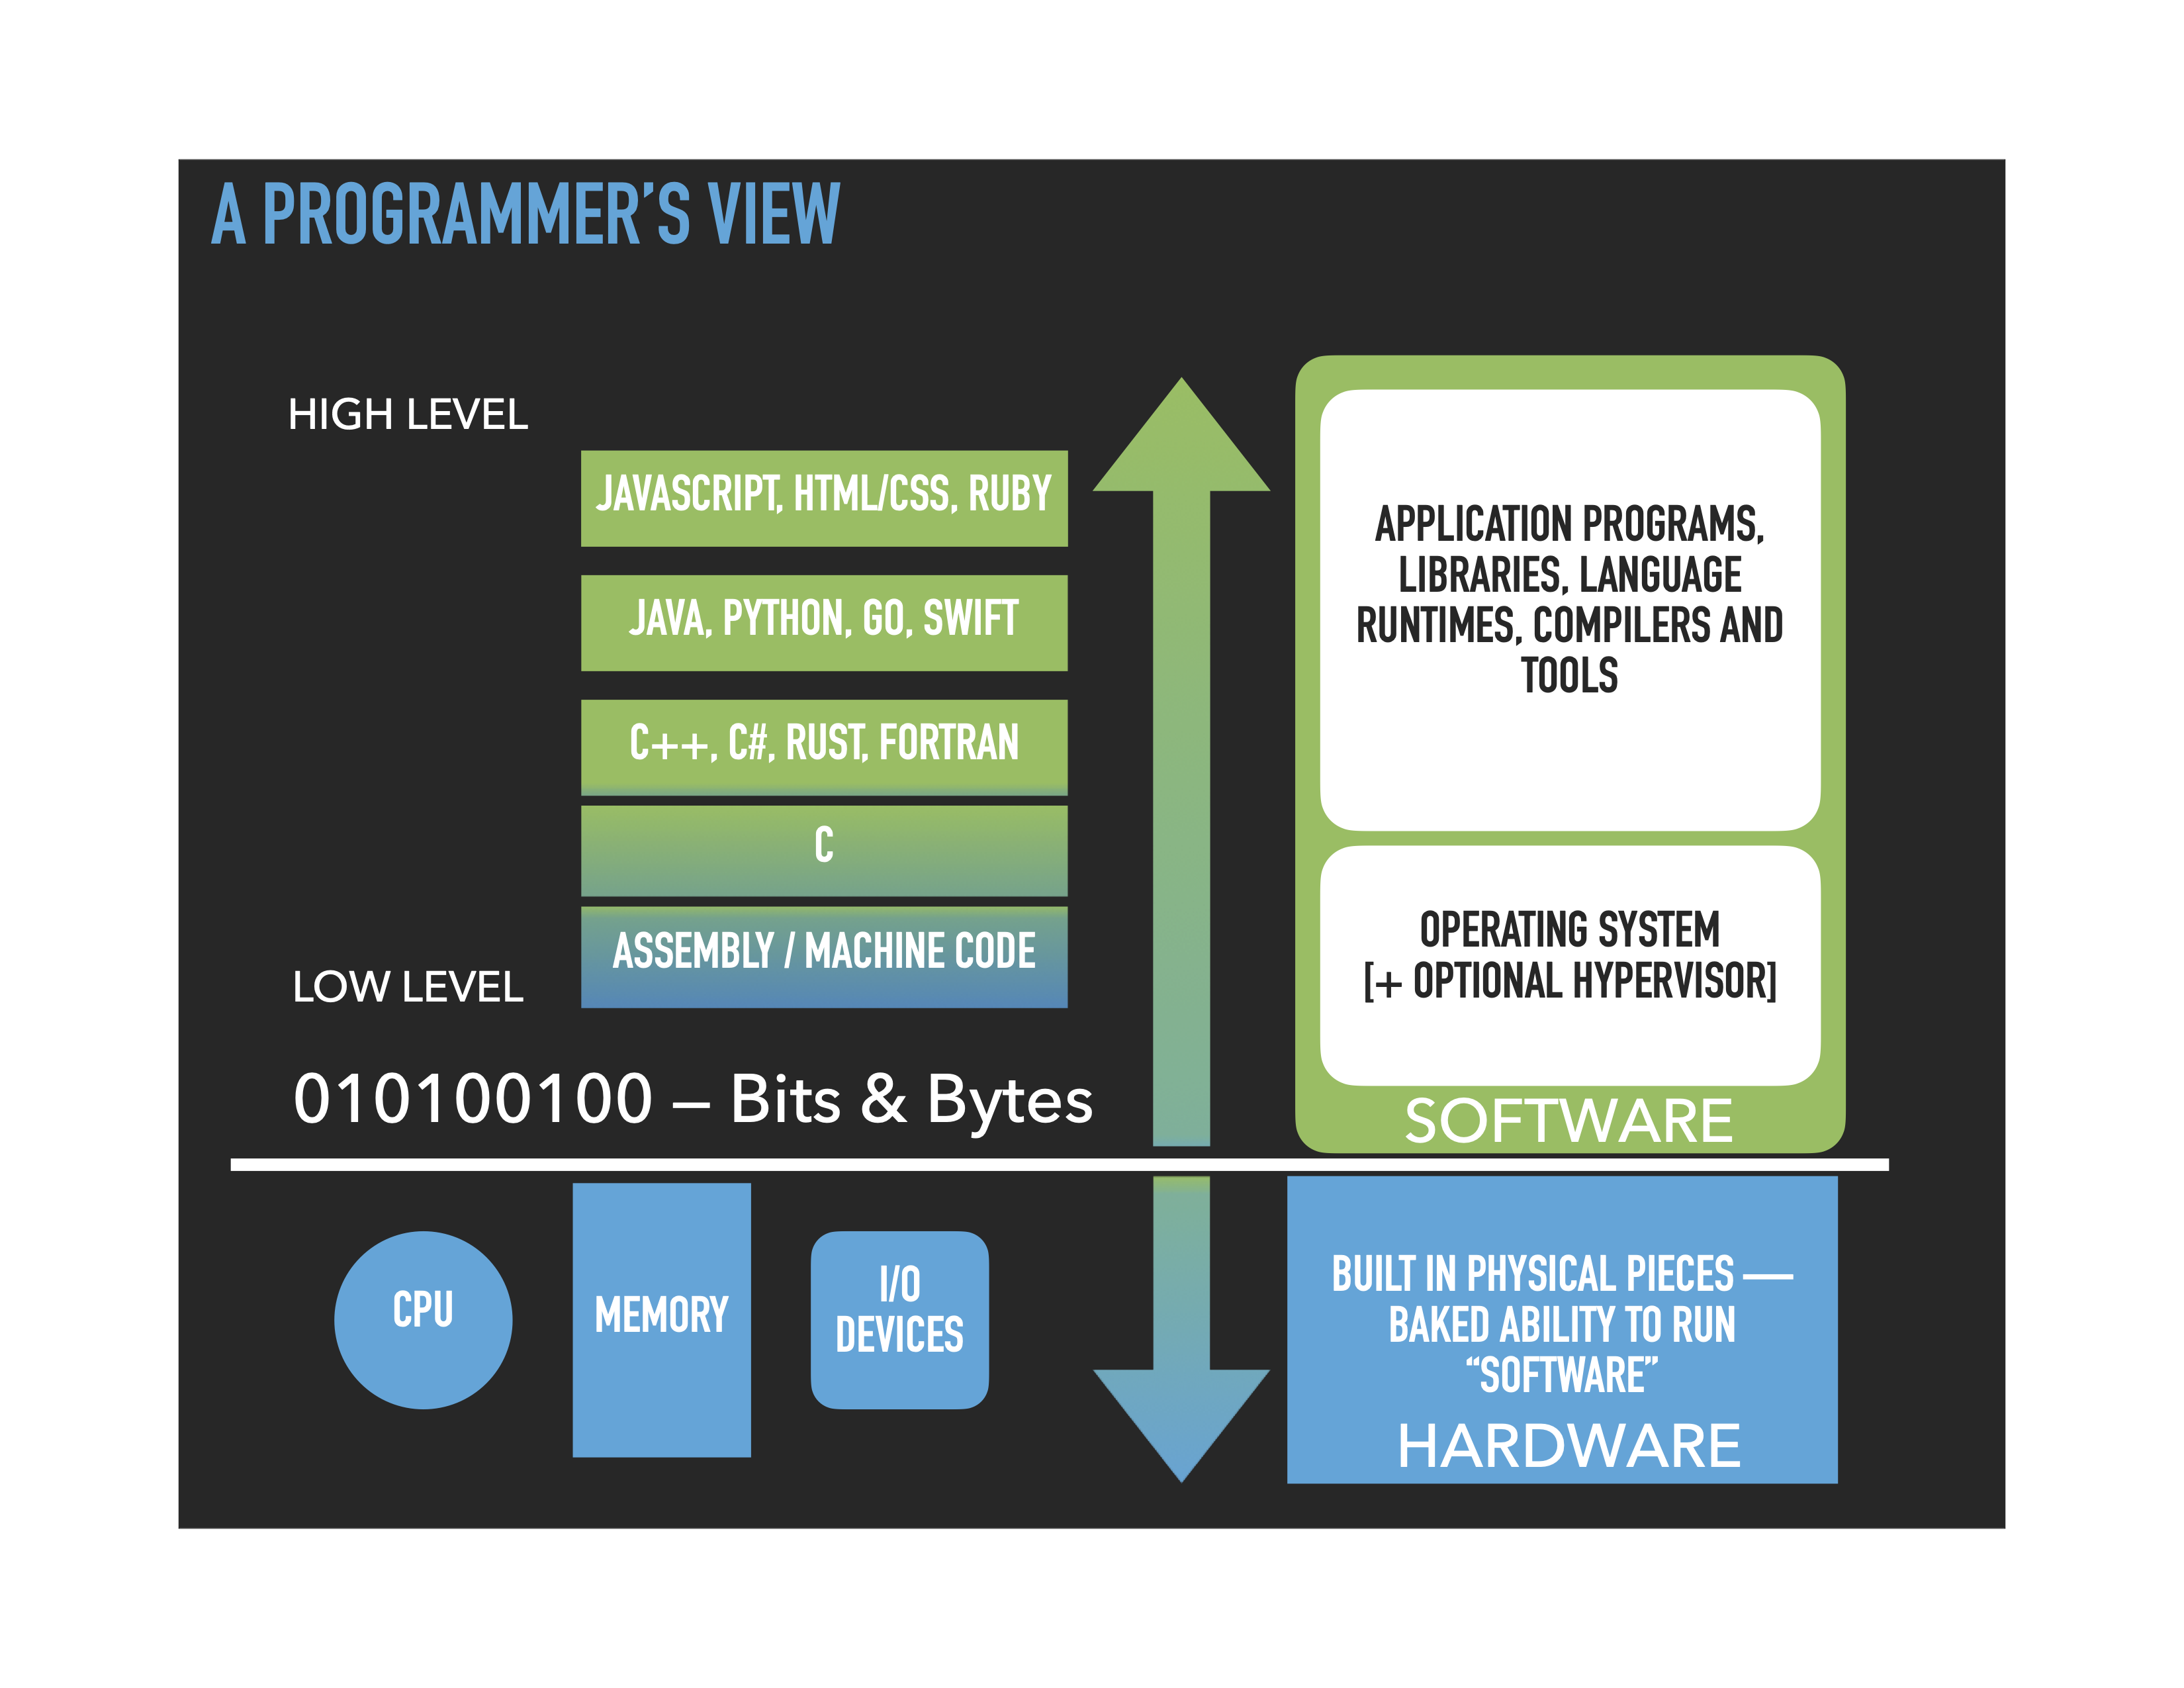 A PROGRAMMER’S VIEW
HIGH LEVEL
JAVASCRIPT, HTML/CSS, RUBY
JAVA, PYTHON, GO, SWIFT
C++, C#, RUST, FORTRAN
C
ASSEMBLY / MACHINE CODE
LOW LEVEL
010100100 – Bits & Bytes
APPLICATION PROGRAMS,
LIBRARIES, LANGUAGE
RUNTIMES, COMPILERS AND
TOOLS
OPERATING SYSTEM
[+ OPTIONAL HYPERVISOR]
SOFTWARE
CPU
MEMORY
I/O
DEVICES
BUILT IN PHYSICAL PIECES —
BAKED ABILITY TO RUN
“SOFTWARE”
HARDWARE